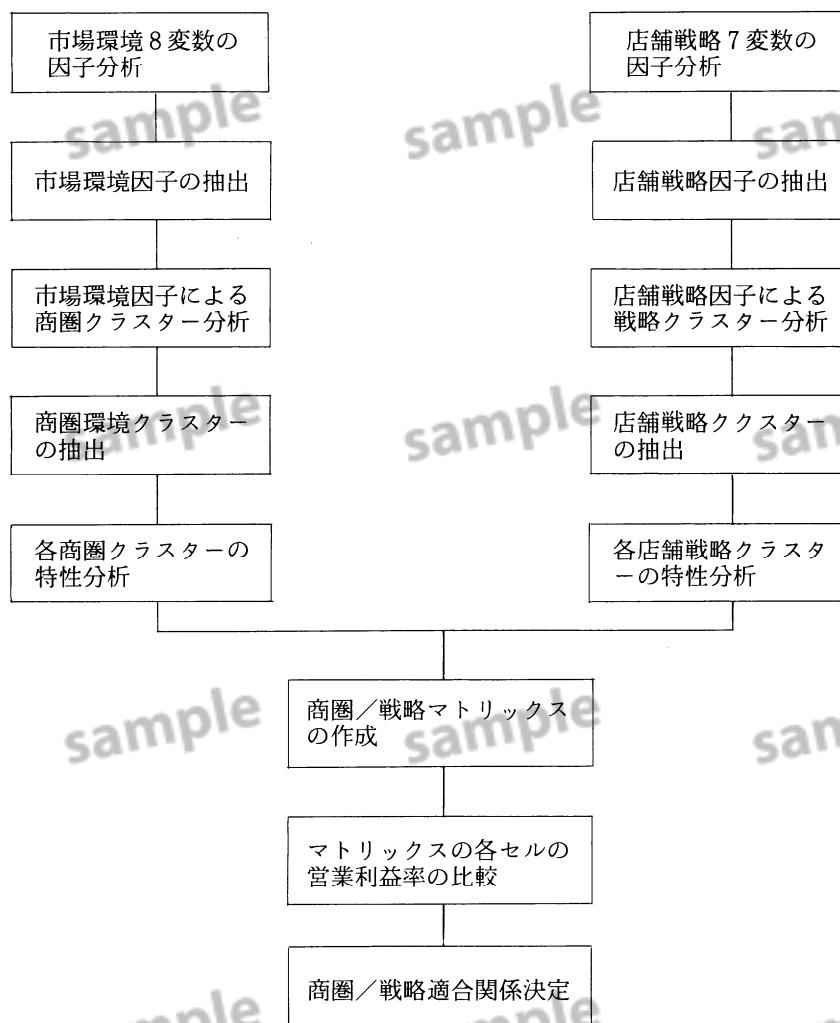 市場環境8変数の
因子分析
市場環境因子の抽出
市場環境因子による
商圏クラスター分析
商圏環境クラスター
の抽出
各商圏クラスターの
特性分析
店舗戦略7変数の
因子分析
店舗戦略因子の抽出
店舗戦略因子による
戦略クラスター分析
店舗戦略ククスター
の抽出
各店舗戦略クラスタ
ーの特性分析
商圏/戦略マトリックス
の作成
マトリックスの各セルの
営業利益率の比較
商圏/戦略適合関係決定
sample
sample
sam
sample
sample
sam
sample
sample
sam
sample
sample
sam